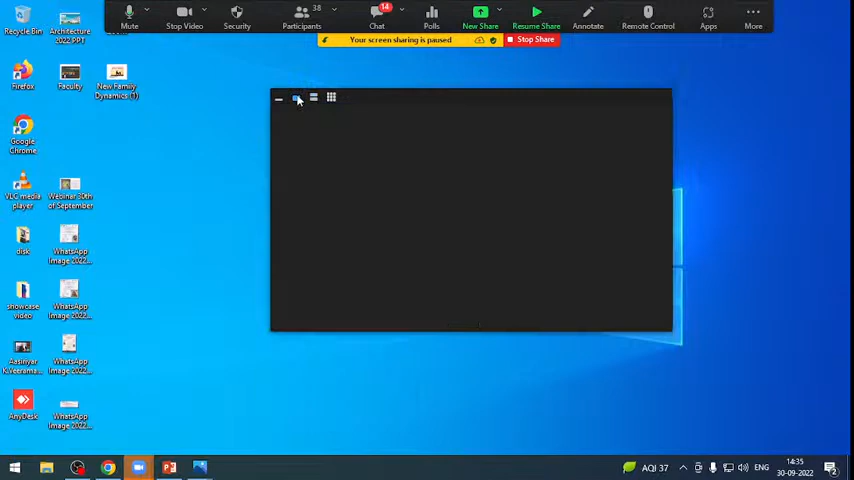 Mute
Stop Video
Security
Participants
38
Chat
14
Polls
New Share
Resume Share
Annotate
Remote Control
Apps
More
Your screen sharing is paused
Stop Share
Recycle Bin
Architecture
2022.PPT
Firefox
Faculty
New Family
Dynamics (1)
Google
Chrome
VLC media
player
Webinar 30th
of September
disk
WhatsApp
Image 2022...
showcase
video
WhatsApp
Image 2022...
WhatsApp
Image 2022...
AnyDesk
WhatsApp
Image 2022...
AQI 37
ENG
14:35
30-09-2022
2